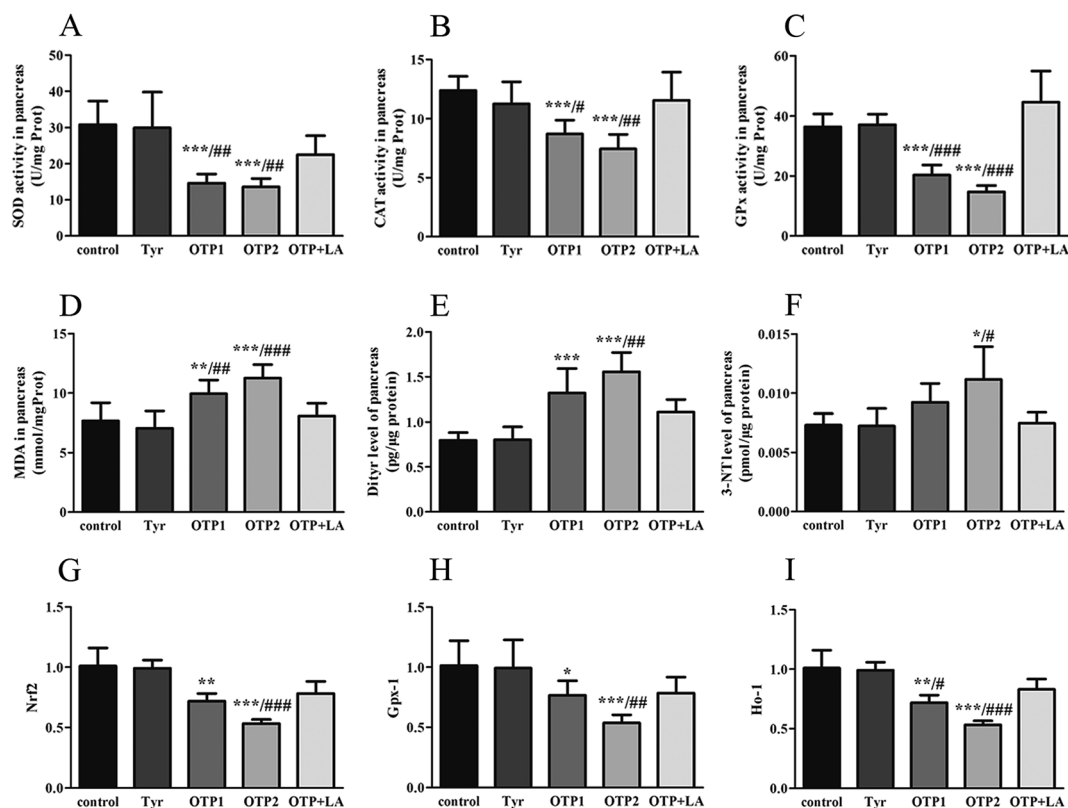 A
SOD activity in pancreas
(U/mg Prot)
50
40
30
20
10
0
***/##
***/##
control Tyr OTP1 OTP2 OTP+LA
B
CAT activity in pancreas
(U/mg Prot)
15
10
5
0
***/#
***/##
control Tyr OTP1 OTP2 OTP+LA
C
GPx activity in pancreas
(U/mg Prot)
60
40
20
0
***/###
***/###
control Tyr OTP1 OTP2 OTP+LA
D
MDA in pancreas
(mmol/mgProt)
15
10
5
0
**/##
***/###
control Tyr OTP1 OTP2 OTP+LA
E
Dityr level of pancreas
(pg/μg protein)
2.0
1.5
1.0
0.5
0.0
***
***/##
control Tyr OTP1 OTP2 OTP+LA
F
3-NT level of pancreas
(pmol/μg protein)
0.015
0.010
0.005
0.000
*/#
control Tyr OTP1 OTP2 OTP+LA
G
Nrf2
1.5
1.0
0.5
0.0
**
***/###
control Tyr OTP1 OTP2 OTP+LA
H
Gpx-1
1.5
1.0
0.5
0.0
*
***/##
control Tyr OTP1 OTP2 OTP+LA
I
Ho-1
1.5
1.0
0.5
0.0
**/#
***/###
control Tyr OTP1 OTP2 OTP+LA